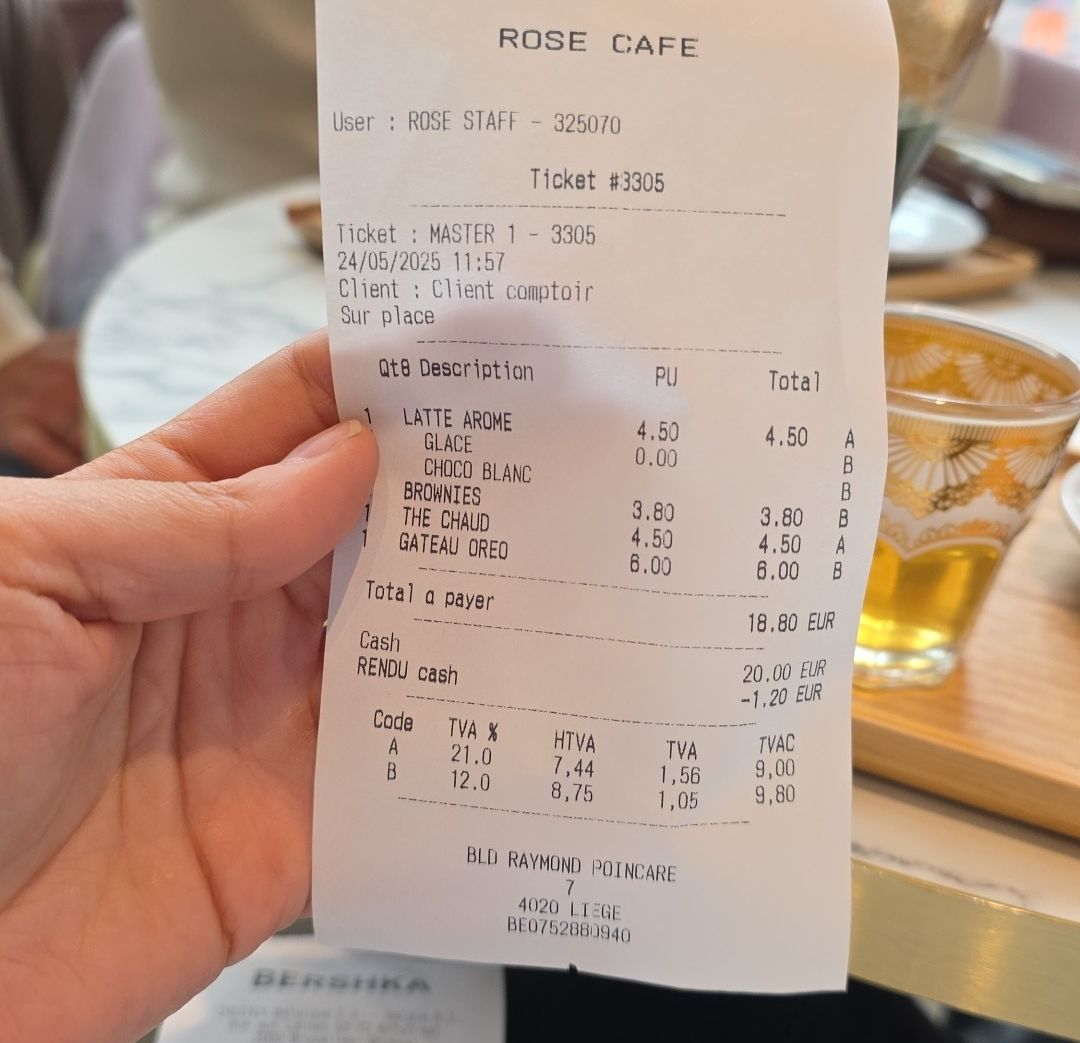 ROSE CAFE
User : ROSE STAFF - 325070
Ticket #3305
Ticket : MASTER 1 - 3305
24/05/2025 11:57
Client : Client comptoir
Sur place
Qté Description PU Total
1 LATTE AROME 4.50 4.50 A
GLACE 0.00 B
CHOCO BLANC B
BROWNIES 3.80 3.80 B
1 THE CHAUD 4.50 4.50 A
1 GATEAU OREO 6.00 6.00 B
Total a payer 18.80 EUR
Cash 20.00 EUR
RENDU cash -1.20 EUR
Code TVA % HTVA TVA TVAC
A 21.0 7,44 1,56 9,00
B 12.0 8,75 1,05 9,80
BLD RAYMOND POINCARE
7
4020 LIEGE
BE0752880940
BERSHKA